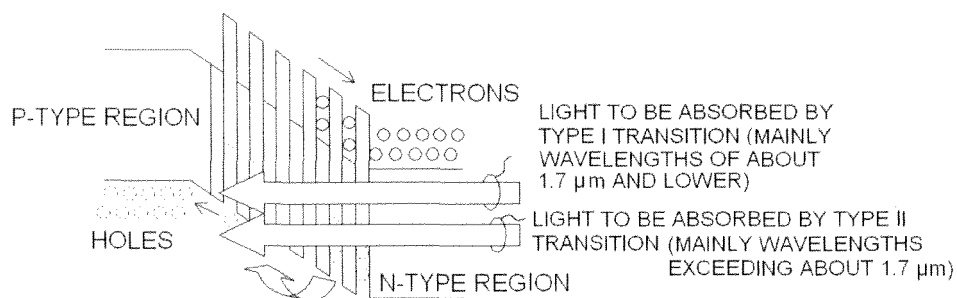 P-TYPE REGION
ELECTRONS
LIGHT TO BE ABSORBED BY
TYPE I TRANSITION (MAINLY
WAVELENGTHS OF ABOUT
1.7 µm AND LOWER)
HOLES
LIGHT TO BE ABSORBED BY TYPE II
TRANSITION (MAINLY WAVELENGTHS
EXCEEDING ABOUT 1.7 µm)
N-TYPE REGION